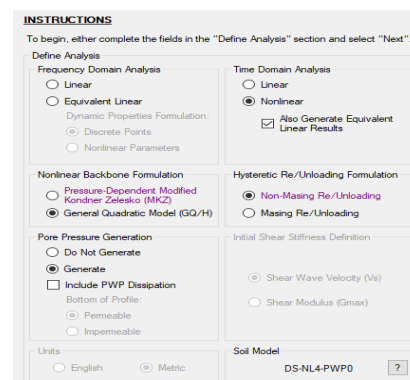 INSTRUCTIONS
To begin, either complete the fields in the "Define Analysis" section and select "Next".
Define Analysis
Frequency Domain Analysis
Linear
Equivalent Linear
Dynamic Properties Formulation:
Discrete Points
Nonlinear Parameters
Time Domain Analysis
Linear
Nonlinear
Also Generate Equivalent
Linear Results
Nonlinear Backbone Formulation
Pressure-Dependent Modified
Kondner Zelesko (MKZ)
General Quadratic Model (GQ/H)
Hysteretic Re/Unloading Formulation
Non-Masing Re/Unloading
Masing Re/Unloading
Pore Pressure Generation
Do Not Generate
Generate
Include PWP Dissipation
Bottom of Profile:
Permeable
Impermeable
Initial Shear Stiffness Definition
Shear Wave Velocity (Vs)
Shear Modulus (Gmax)
Units
English
Metric
Soil Model
DS-NL4-PWP0
?